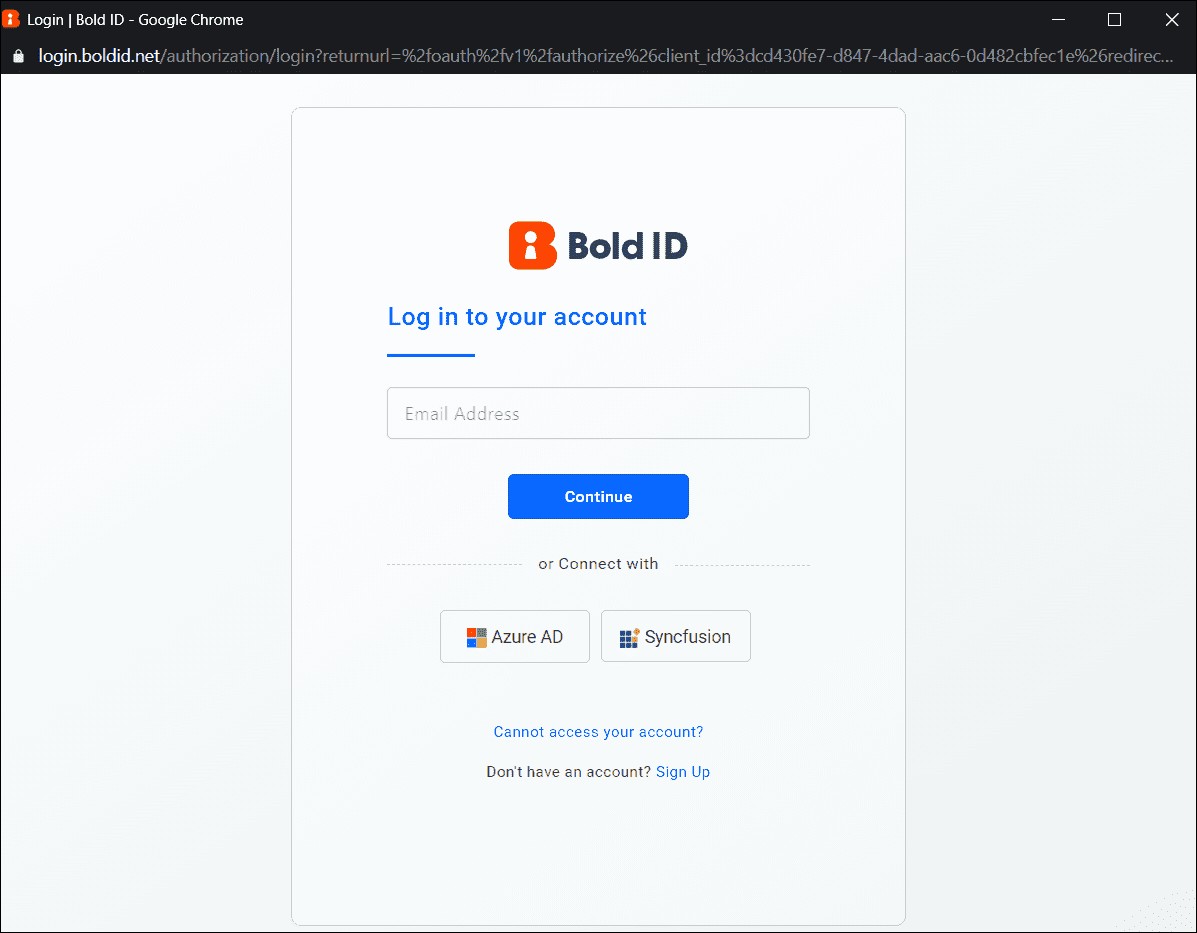 Login | Bold ID - Google Chrome
login.boldid.net/authorization/login?returnurl=%2foauth%2fv1%2fauthorize%26client_id%3dcd430fe7-d847-4dad-aac6-0d482cbfec1e%26redirec...
Bold ID
Log in to your account
Email Address
Continue
or Connect with
Azure AD Syncfusion
Cannot access your account?
Don't have an account? Sign Up